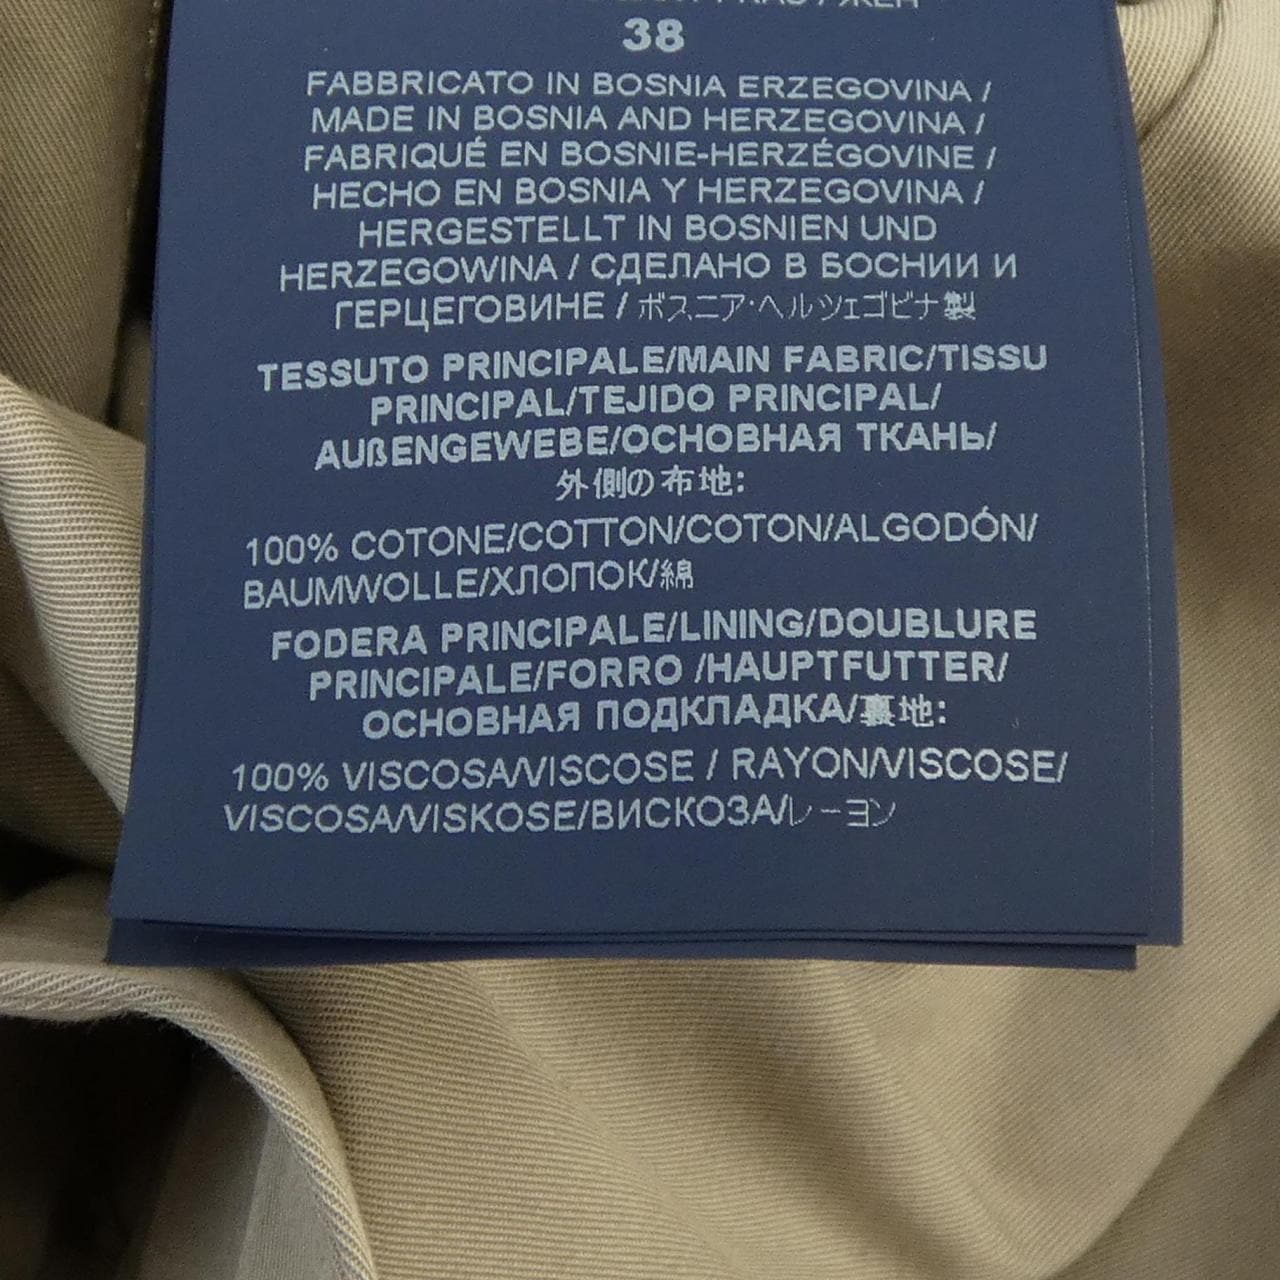 38
FABBRICATO IN BOSNIA ERZEGOVINA /
MADE IN BOSNIA AND HERZEGOVINA /
FABRIQUÉ EN BOSNIE-HERZÉGOVINE /
HECHO EN BOSNIA Y HERZEGOVINA /
HERGESTELLT IN BOSNIEN UND
HERZEGOWINA / СДЕЛАНО В БОСНИИ И
ГЕРЦЕГОВИНЕ / ボスニア·ヘルツェゴビナ製
TESSUTO PRINCIPALE/MAIN FABRIC/TISSU
PRINCIPAL/TEJIDO PRINCIPAL/
AUßENGEWEBE/ОСНОВНАЯ ТКАНЬ/
外側の布地:
100% COTONE/COTTON/COTON/ALGODÓN/
BAUMWOLLE/ХЛОПОК/綿
FODERA PRINCIPALE/LINING/DOUBLURE
PRINCIPALE/FORRO /HAUPTFUTTER/
ОСНОВНАЯ ПОДКЛАДКА/裏地:
100% VISCOSA/VISCOSE / RAYON/VISCOSE/
VISCOSA/VISKOSE/ВИСКОЗА/レーヨン